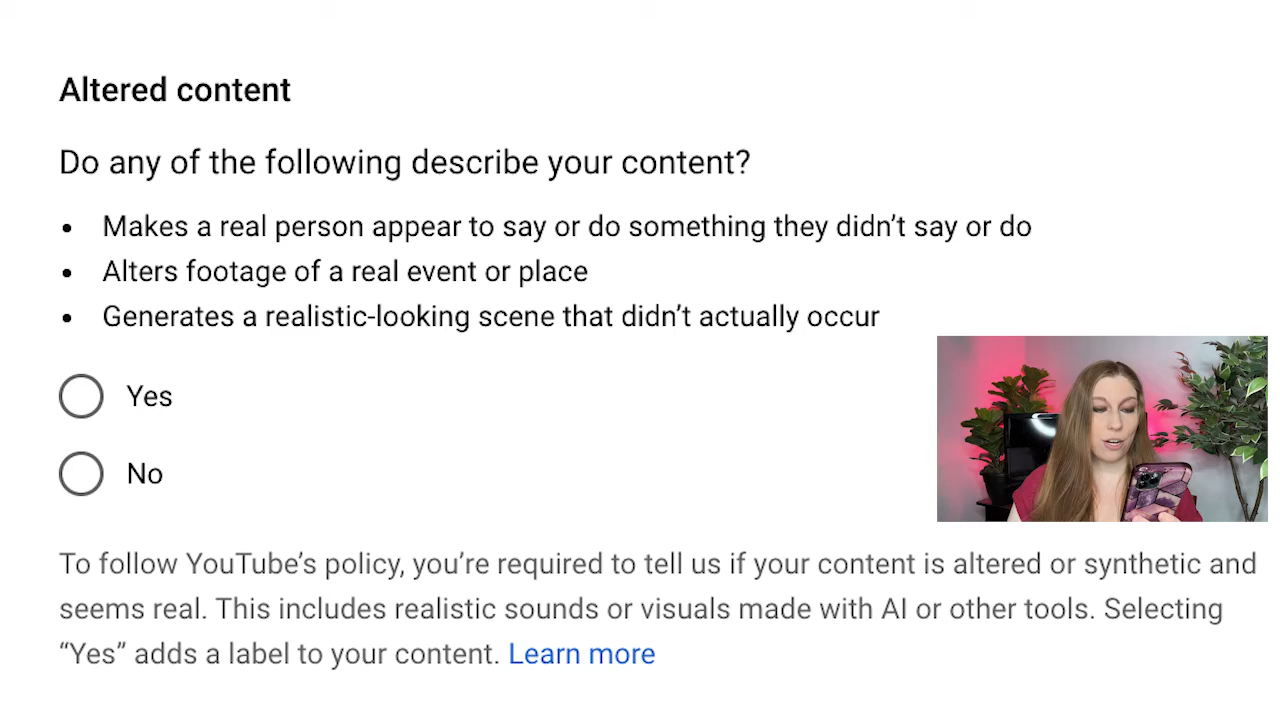 Altered content
Do any of the following describe your content?
• Makes a real person appear to say or do something they didn’t say or do
• Alters footage of a real event or place
• Generates a realistic-looking scene that didn’t actually occur
Yes
No
To follow YouTube’s policy, you’re required to tell us if your content is altered or synthetic and
seems real. This includes realistic sounds or visuals made with AI or other tools. Selecting
“Yes” adds a label to your content. Learn more